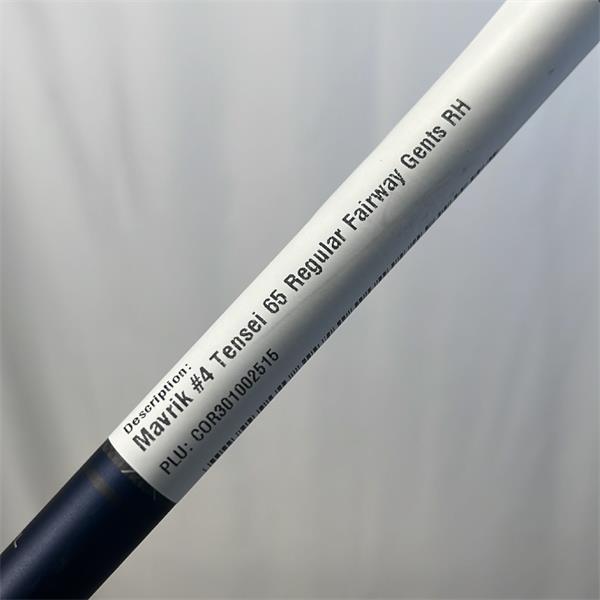 Description:
Mavrik #4 Tensei 65 Regular Fairway Gents RH
PLU: COR301002515